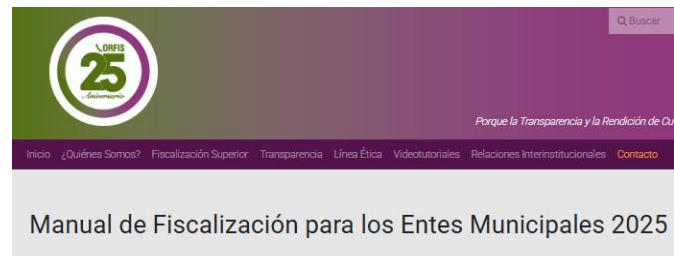 Buscar
ORFIS
25
Aniversario
Porque la Transparencia y la Rendición de Cu
Inicio ¿Quiénes Somos? Fiscalización Superior Transparencia Línea Ética Videotutoriales Relaciones Interinstitucionales Contacto
Manual de Fiscalización para los Entes Municipales 2025